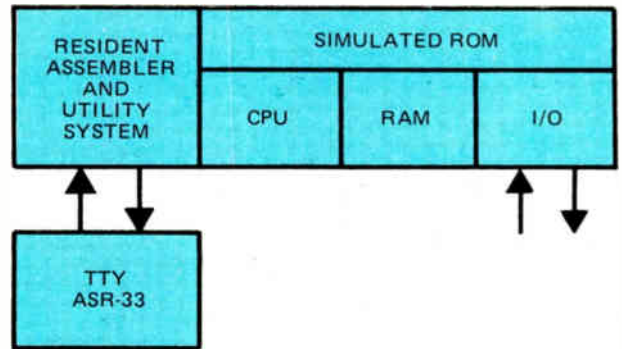 RESIDENT
ASSEMBLER
AND
UTILITY
SYSTEM
SIMULATED ROM
CPU
RAM
I/O
TTY
ASR-33